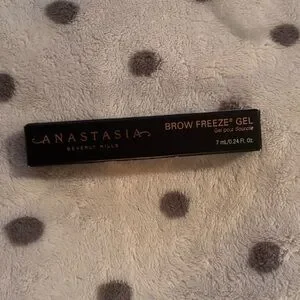 ANASTASIA
BEVERLY HILLS
BROW FREEZE® GEL
Gel pour Sourcils
7 mL/0.24 Fl. Oz.